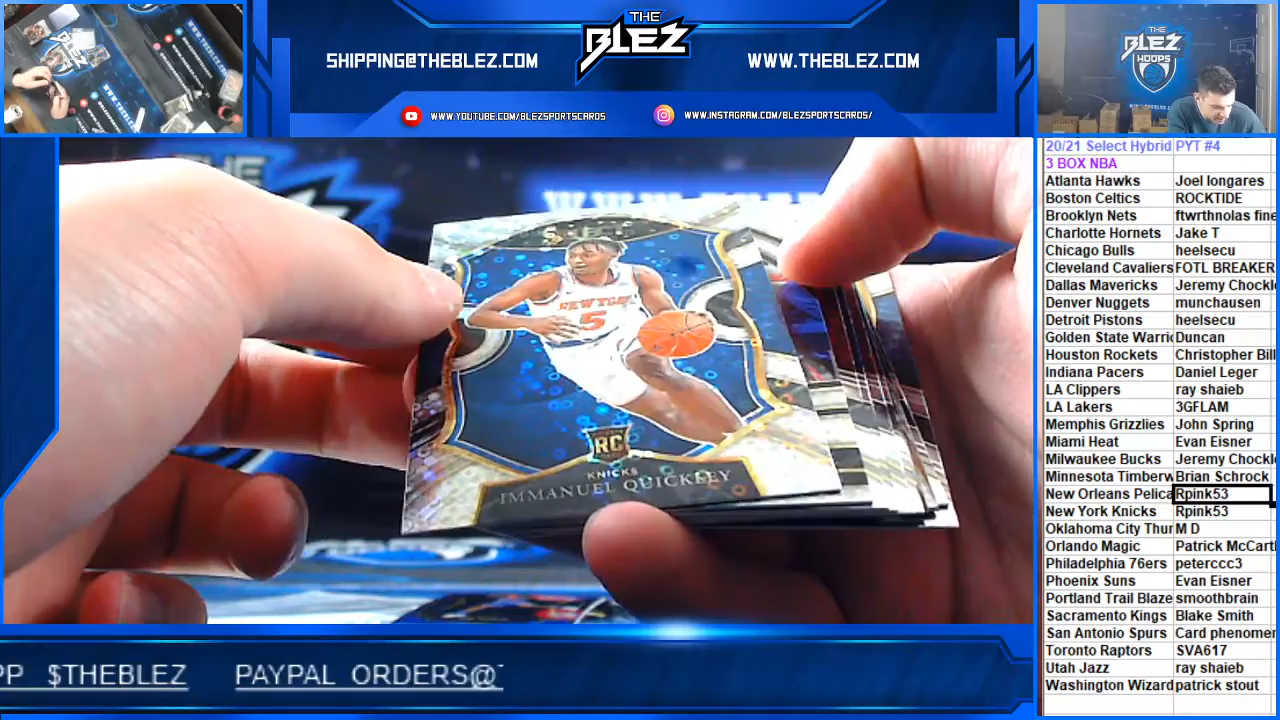 SHIPPING@THEBLEZ.COM
THE
BLEZ
WWW.THEBLEZ.COM
WWW.YOUTUBE.COM/BLEZSPORTSCARDS
WWW.INSTAGRAM.COM/BLEZSPORTSCARDS/
THE
BLEZ
HOOPS
20/21 Select Hybrid PYT #4
3 BOX NBA
Atlanta Hawks Joel longares
Boston Celtics ROCKTIDE
Brooklyn Nets ftwrthnolas fine
Charlotte Hornets Jake T
Chicago Bulls heelsecu
Cleveland Cavaliers FOTL BREAKER
Dallas Mavericks Jeremy Chockl
Denver Nuggets munchausen
Detroit Pistons heelsecu
Golden State Warri Duncan
Houston Rockets Christopher Bill
Indiana Pacers Daniel Leger
LA Clippers ray shaieb
LA Lakers 3GFLAM
Memphis Grizzlies John Spring
Miami Heat Evan Eisner
Milwaukee Bucks Jeremy Chockl
Minnesota Timberw Brian Schrock
New Orleans Pelica Rpink53
New York Knicks Rpink53
Oklahoma City Thun M D
Orlando Magic Patrick McCart
Philadelphia 76ers peterccc3
Phoenix Suns Evan Eisner
Portland Trail Blaze smoothbrain
Sacramento Kings Blake Smith
San Antonio Spurs Card phenomen
Toronto Raptors SVA617
Utah Jazz ray shaieb
Washington Wizard patrick stout
SELECT
NEW YORK
5
RC
KNICKS
IMMANUEL QUICKLEY
PP $THEBLEZ PAYPAL ORDERS@